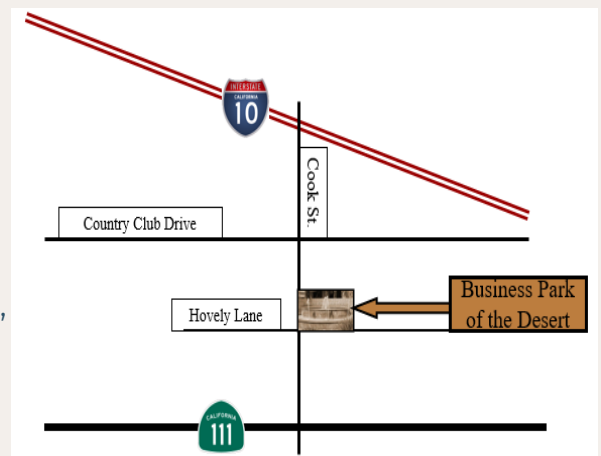 INTERSTATE
CALIFORNIA
10
Cook St.
Country Club Drive
Business Park
of the Desert
Hovely Lane
,
CALIFORNIA
111